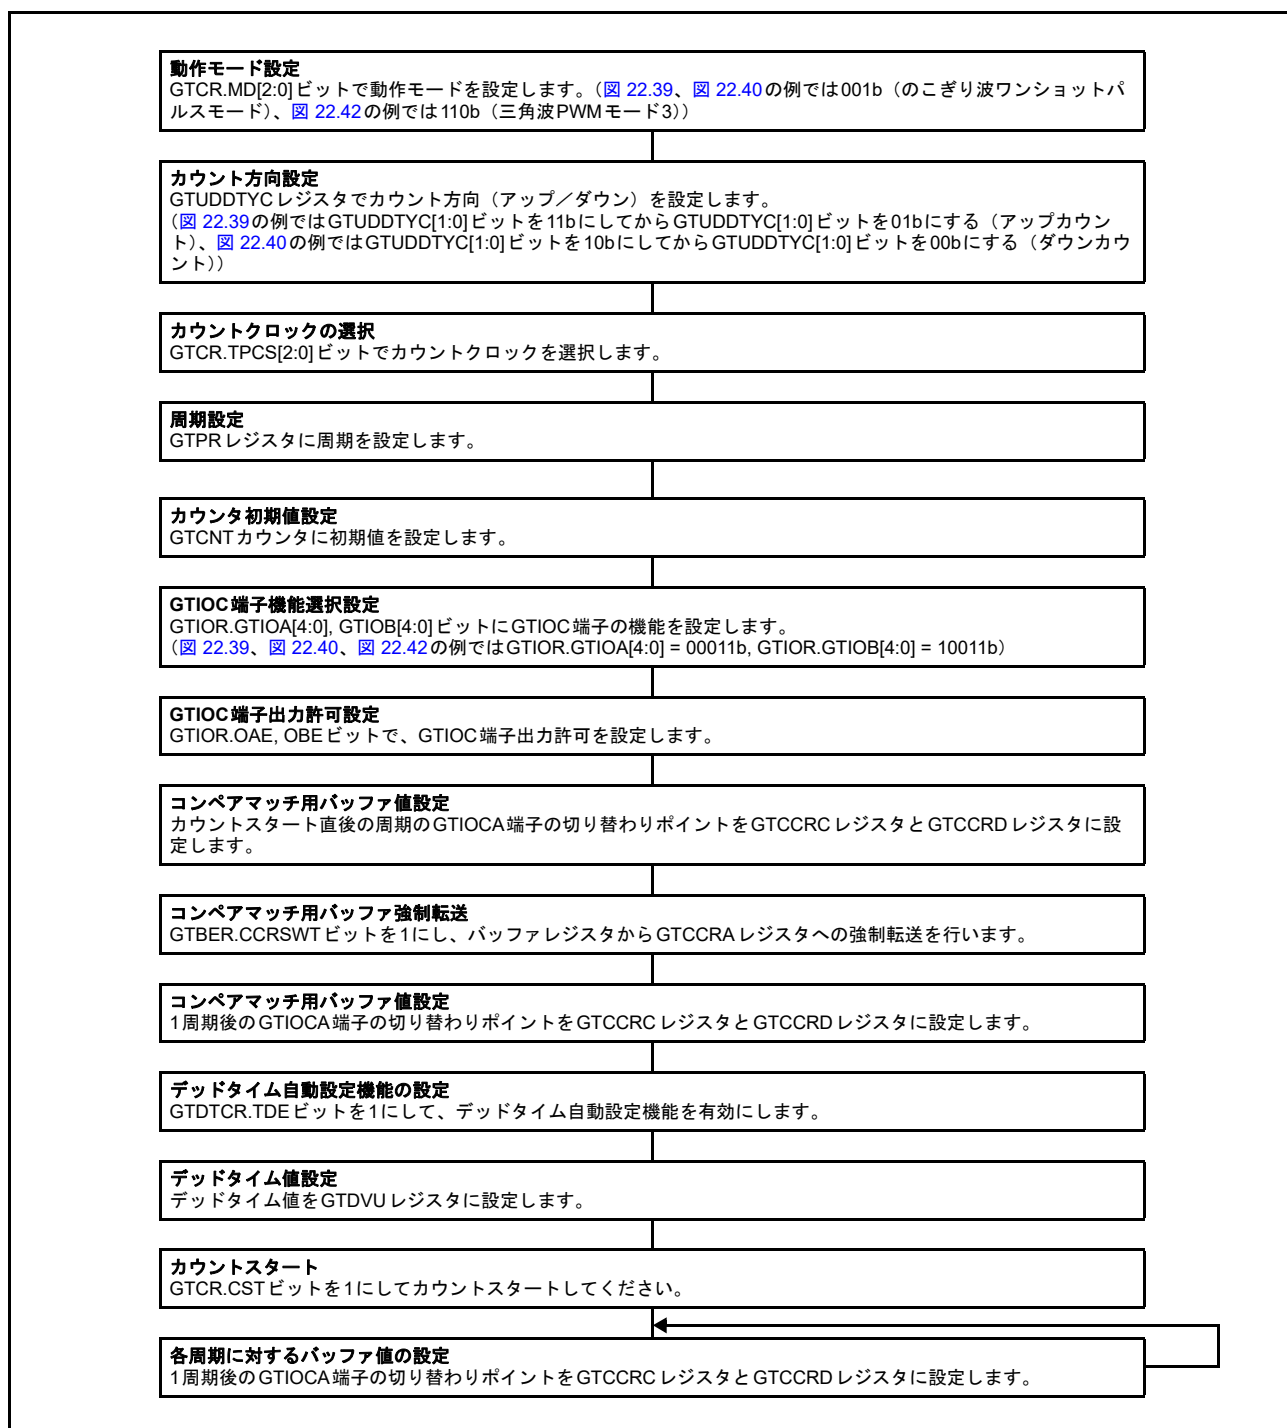 動作モード設定
GTCR.MD[2:0]ビットで動作モードを設定します。（図 22.39、図 22.40の例では001b（のこぎり波ワンショットパ
ルスモード）、図 22.42の例では110b（三角波PWMモード3））
カウント方向設定
GTUDDTYCレジスタでカウント方向（アップ／ダウン）を設定します。
（図 22.39の例ではGTUDDTYC[1:0]ビットを11bにしてからGTUDDTYC[1:0]ビットを01bにする（アップカウン
ト）、図 22.40の例ではGTUDDTYC[1:0]ビットを10bにしてからGTUDDTYC[1:0]ビットを00bにする（ダウンカウ
ント））
カウントクロックの選択
GTCR.TPCS[2:0]ビットでカウントクロックを選択します。
周期設定
GTPRレジスタに周期を設定します。
カウンタ初期値設定
GTCNTカウンタに初期値を設定します。
GTIOC端子機能選択設定
GTIOR.GTIOA[4:0], GTIOB[4:0]ビットにGTIOC端子の機能を設定します。
（図 22.39、図 22.40、図 22.42の例ではGTIOR.GTIOA[4:0] = 00011b, GTIOR.GTIOB[4:0] = 10011b）
GTIOC端子出力許可設定
GTIOR.OAE, OBEビットで、GTIOC端子出力許可を設定します。
コンペアマッチ用バッファ値設定
カウントスタート直後の周期のGTIOCA端子の切り替わりポイントをGTCCRCレジスタとGTCCRDレジスタに設
定します。
コンペアマッチ用バッファ強制転送
GTBER.CCRSWTビットを1にし、バッファレジスタからGTCCRAレジスタへの強制転送を行います。
コンペアマッチ用バッファ値設定
1周期後のGTIOCA端子の切り替わりポイントをGTCCRCレジスタとGTCCRDレジスタに設定します。
デッドタイム自動設定機能の設定
GTDTCR.TDEビットを1にして、デッドタイム自動設定機能を有効にします。
デッドタイム値設定
デッドタイム値をGTDVUレジスタに設定します。
カウントスタート
GTCR.CSTビットを1にしてカウントスタートしてください。
各周期に対するバッファ値の設定
1周期後のGTIOCA端子の切り替わりポイントをGTCCRCレジスタとGTCCRDレジスタに設定します。